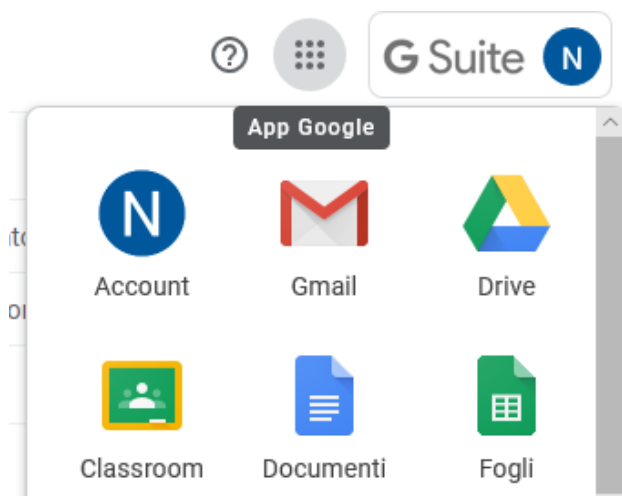 G Suite N
App Google
N
Account Gmail Drive
Classroom Documenti Fogli